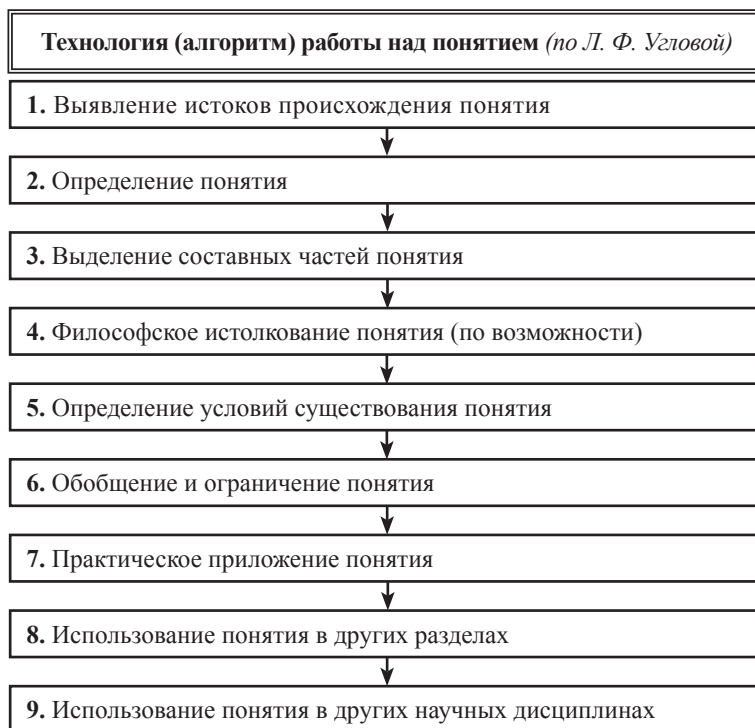 Технология (алгоритм) работы над понятием (по Л. Ф. Угловой)
1. Выявление истоков происхождения понятия
2. Определение понятия
3. Выделение составных частей понятия
4. Философское истолкование понятия (по возможности)
5. Определение условий существования понятия
6. Обобщение и ограничение понятия
7. Практическое приложение понятия
8. Использование понятия в других разделах
9. Использование понятия в других научных дисциплинах